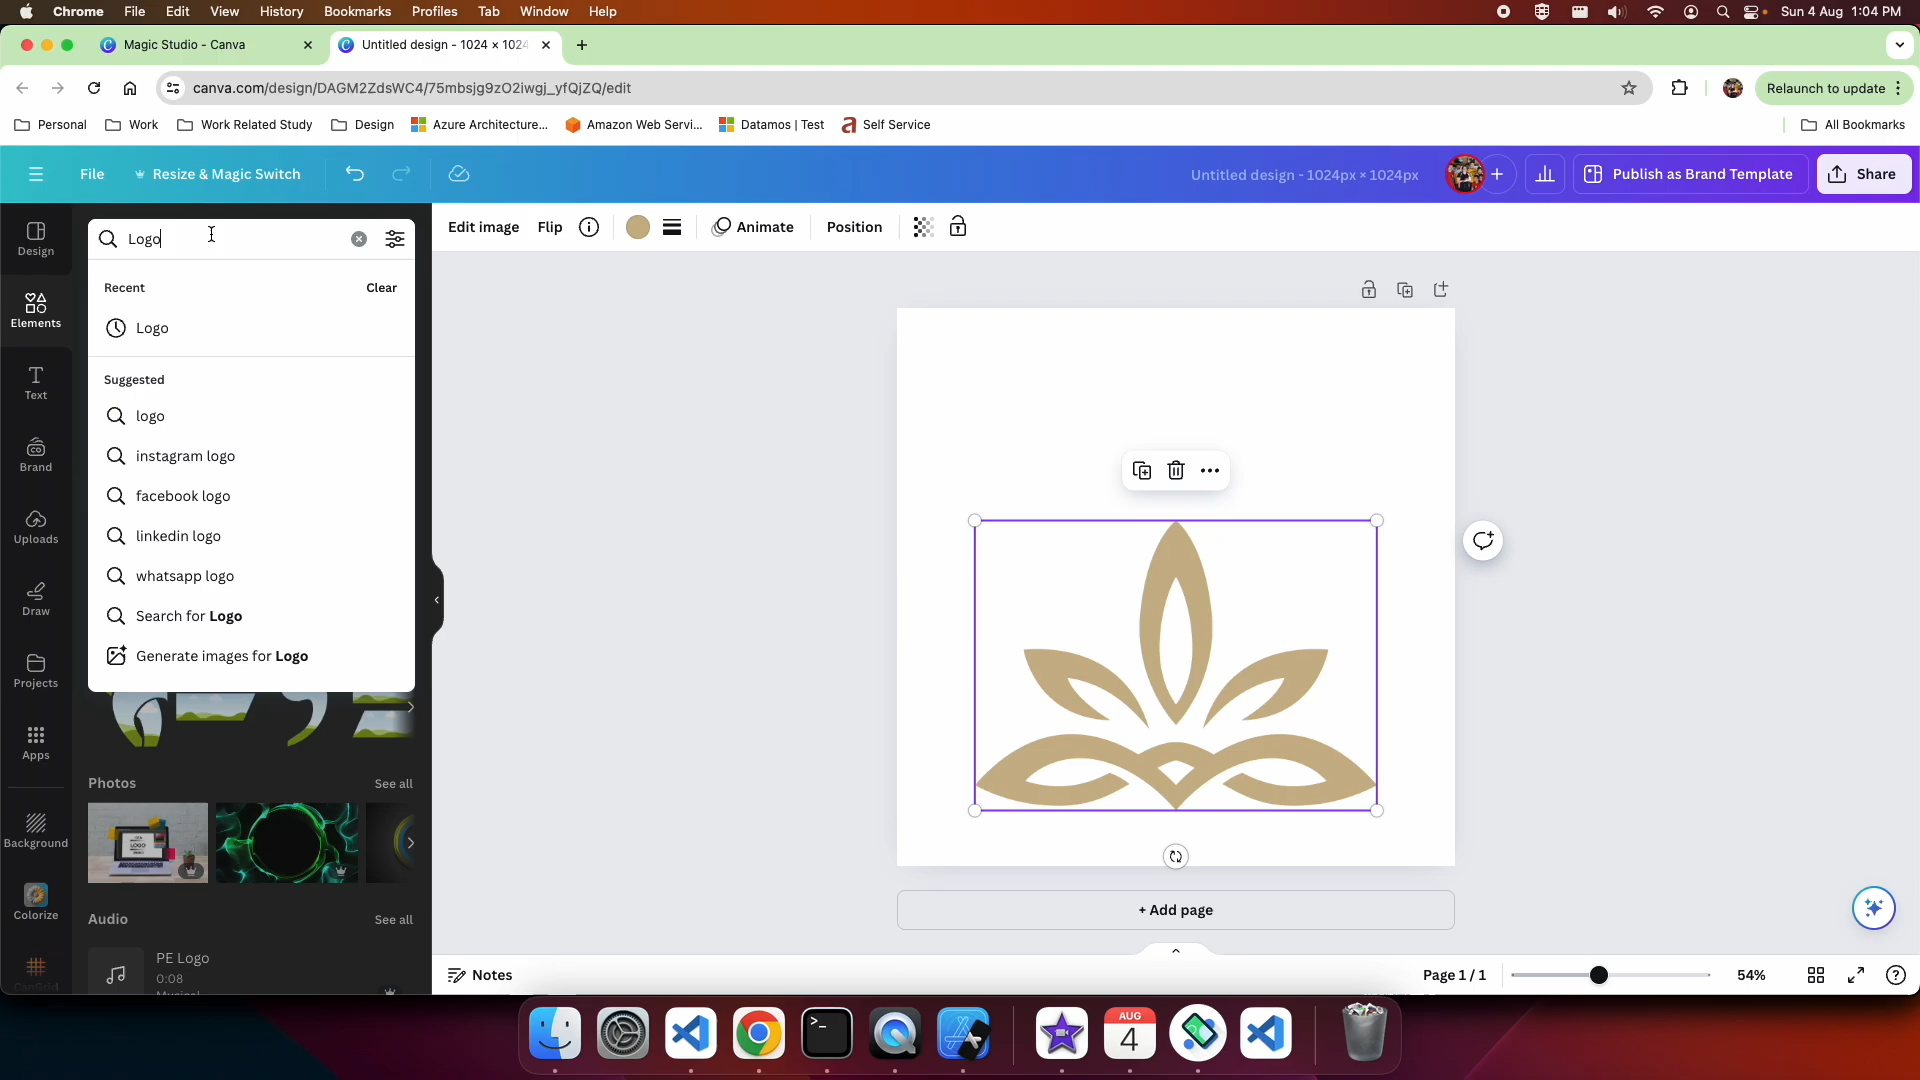 Chrome File Edit View History Bookmarks Profiles Tab Window Help Sun 4 Aug 1:04 PM
Magic Studio - Canva
Untitled design - 1024 × 1024
canva.com/design/DAGM2ZdsWC4/75mbsjg9zO2iwgj_yfQjZQ/edit
Relaunch to update
Personal Work Work Related Study Design Azure Architecture... Amazon Web Servi... Datamos | Test Self Service All Bookmarks
File Resize & Magic Switch Untitled design - 1024px × 1024px Publish as Brand Template Share
Design
Elements
Text
Brand
Uploads
Draw
Projects
Apps
Background
Colorize
Logo
Recent Clear
Logo
Suggested
logo
instagram logo
facebook logo
linkedin logo
whatsapp logo
Search for Logo
Generate images for Logo
Photos See all
LOGO
Audio See all
PE Logo
0:08
Edit image Flip Animate Position
+ Add page
Notes Page 1 / 1 54%
AUG
4